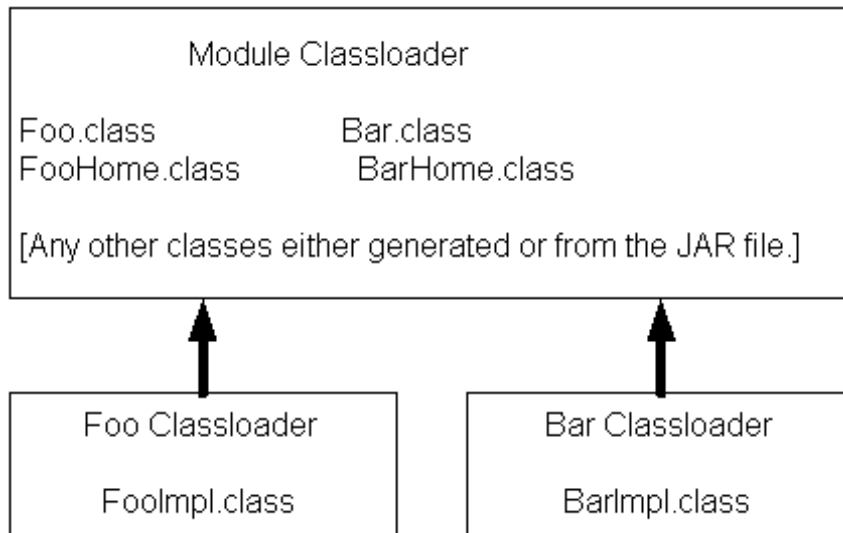 Module Classloader
Foo.class Bar.class
FooHome.class BarHome.class
[Any other classes either generated or from the JAR file.]
Foo Classloader Bar Classloader
FooImpl.class BarImpl.class